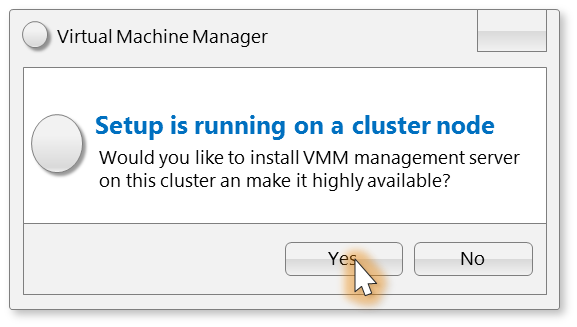 Virtual Machine Manager
Setup is running on a cluster node
Would you like to install VMM management server
on this cluster an make it highly available?
Yes
No